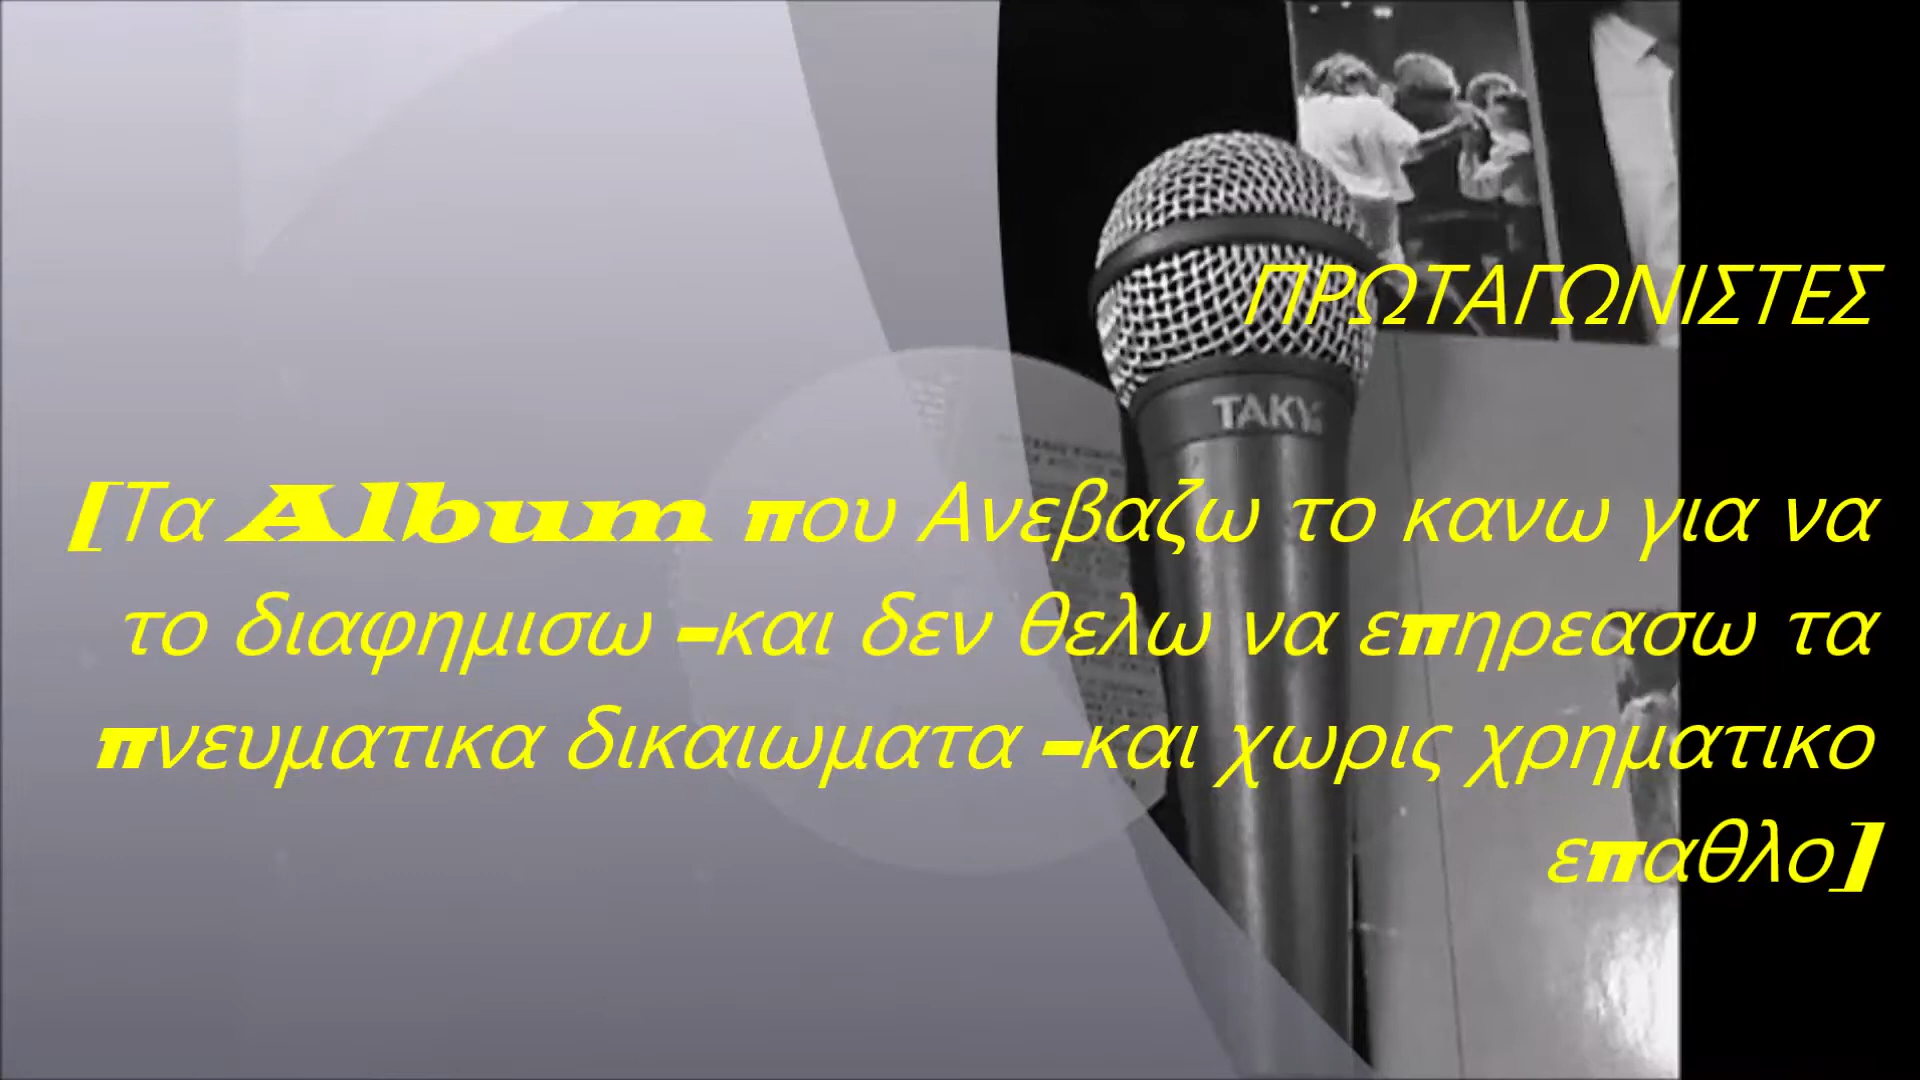 ΠΡΩΤΑΓΩΝΙΣΤΕΣ
TAKY
[Τα Album που Ανεβαζω το κανω για να
το διαφημισω –και δεν θελω να επηρεασω τα
πνευματικα δικαιωματα –και χωρις χρηματικο
επαθλο]